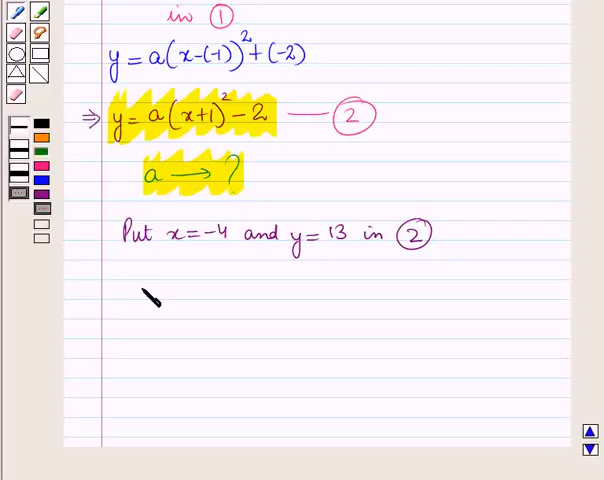 in ①
y = a(x-(-1))² + (-2)
⇒ y = a(x+1)² - 2 —— ②
a → ?
Put x = -4 and y = 13 in ②